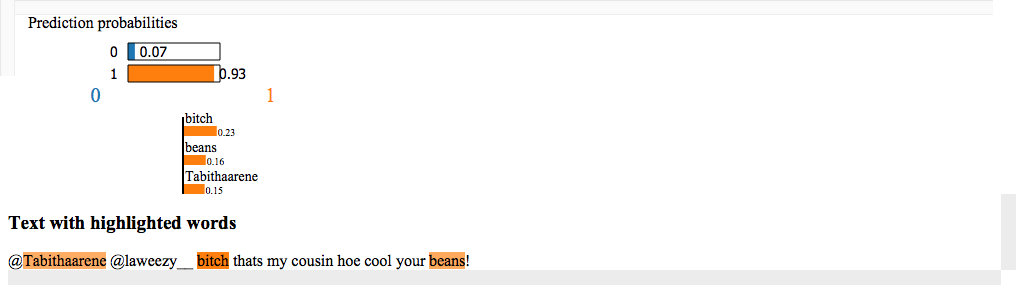 Prediction probabilities
0 0.07
1 0.93
0 1
bitch
0.23
beans
0.16
Tabithaarene
0.15
Text with highlighted words
@Tabithaarene @laweezy__ bitch thats my cousin hoe cool your beans!